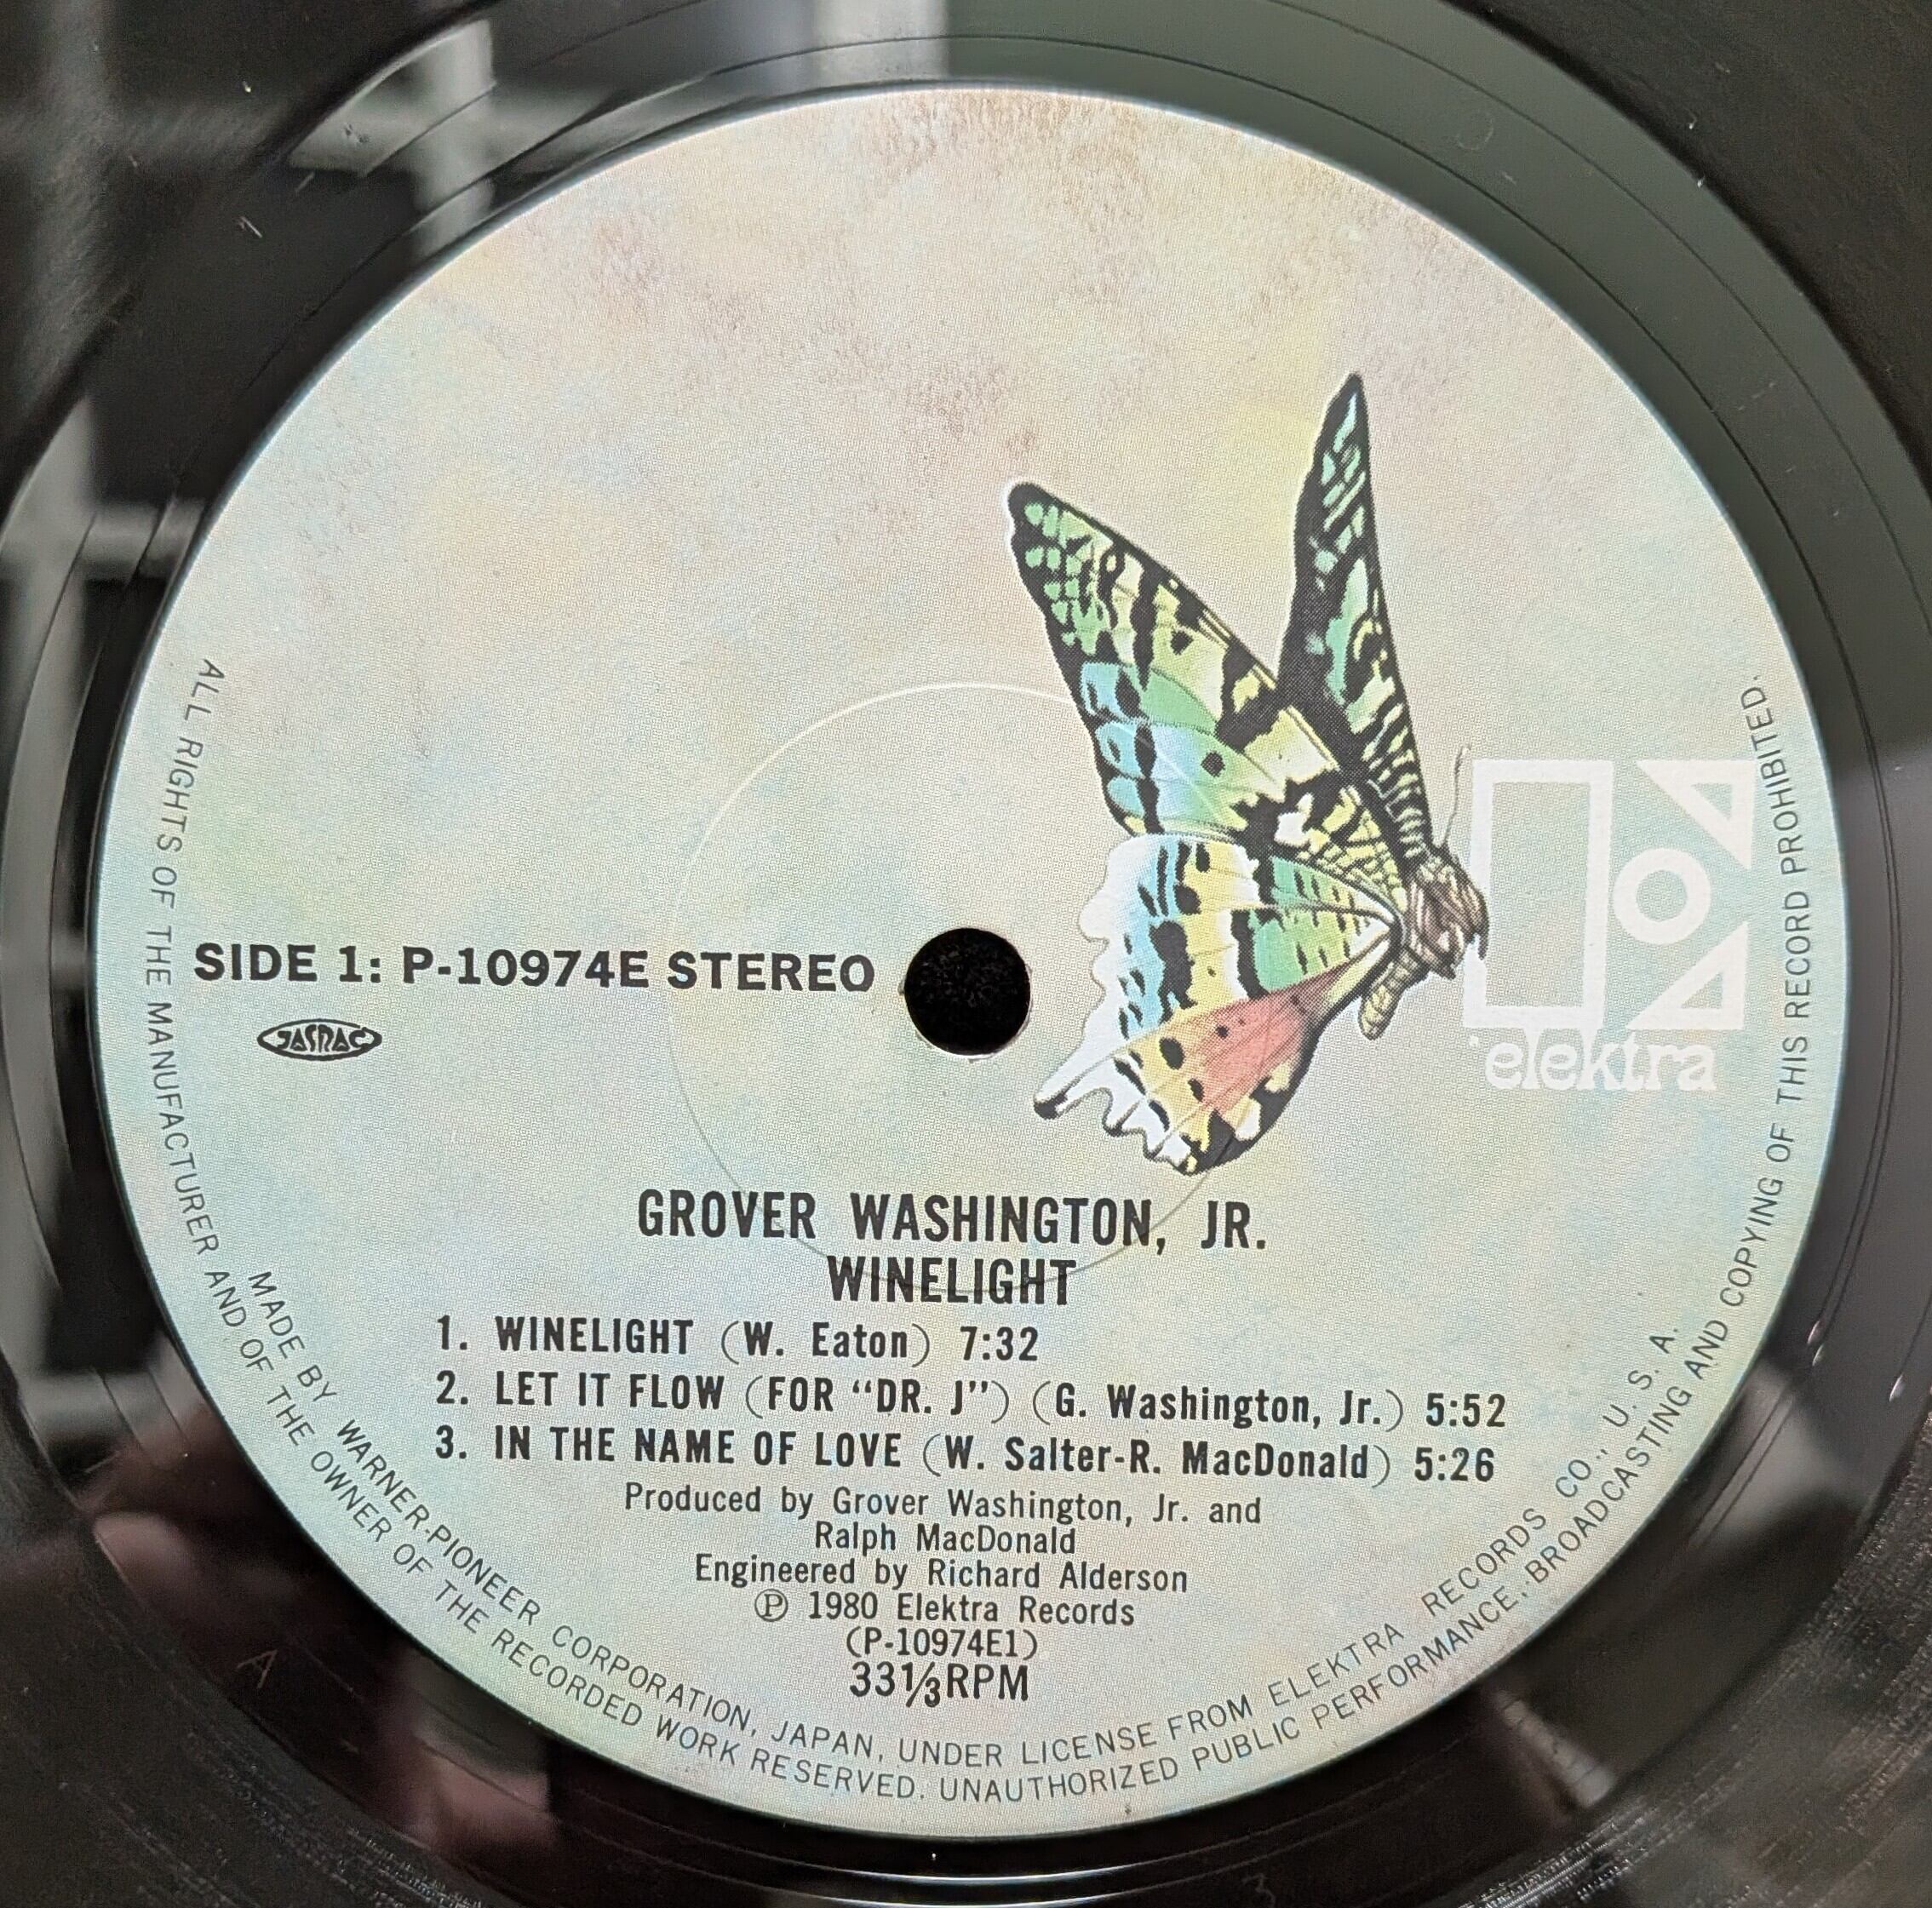 SIDE 1: P-10974E STEREO
JASRAC
elektra
GROVER WASHINGTON, JR.
WINELIGHT
1. WINELIGHT (W. Eaton) 7:32
2. LET IT FLOW (FOR “DR. J”) (G. Washington, Jr.) 5:52
3. IN THE NAME OF LOVE (W. Salter-R. MacDonald) 5:26
Produced by Grover Washington, Jr. and
Ralph MacDonald
Engineered by Richard Alderson
Ⓟ 1980 Elektra Records
(P-10974E1)
33⅓RPM
MADE BY WARNER-PIONEER CORPORATION, JAPAN, UNDER LICENSE FROM ELEKTRA RECORDS CO., U. S. A.
ALL RIGHTS OF THE MANUFACTURER AND OF THE OWNER OF THE RECORDED WORK RESERVED. UNAUTHORIZED PUBLIC PERFORMANCE, BROADCASTING AND COPYING OF THIS RECORD PROHIBITED.
A
3